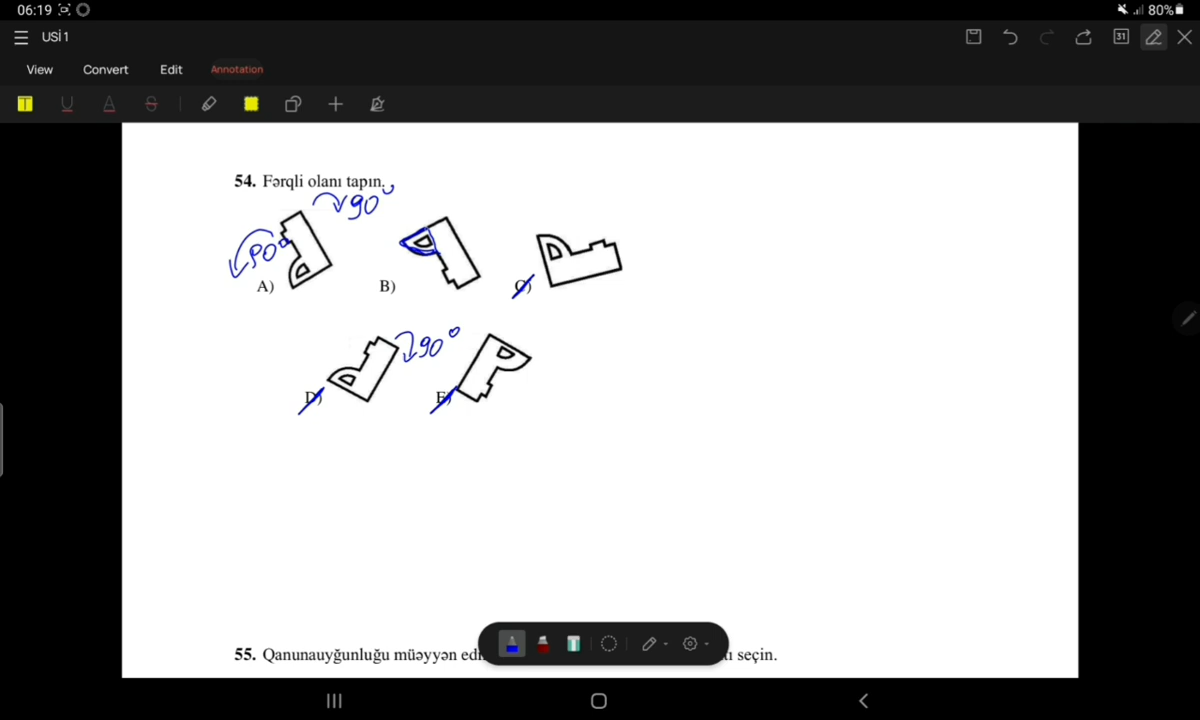 06:19 80%
USİ 1
31
View Convert Edit Annotation
T U A S
54. Fərqli olanı tapın.
90°
90°
A) B) C)
90°
D) E)
55. Qanunauyğunluğu müəyyən edi seçin.